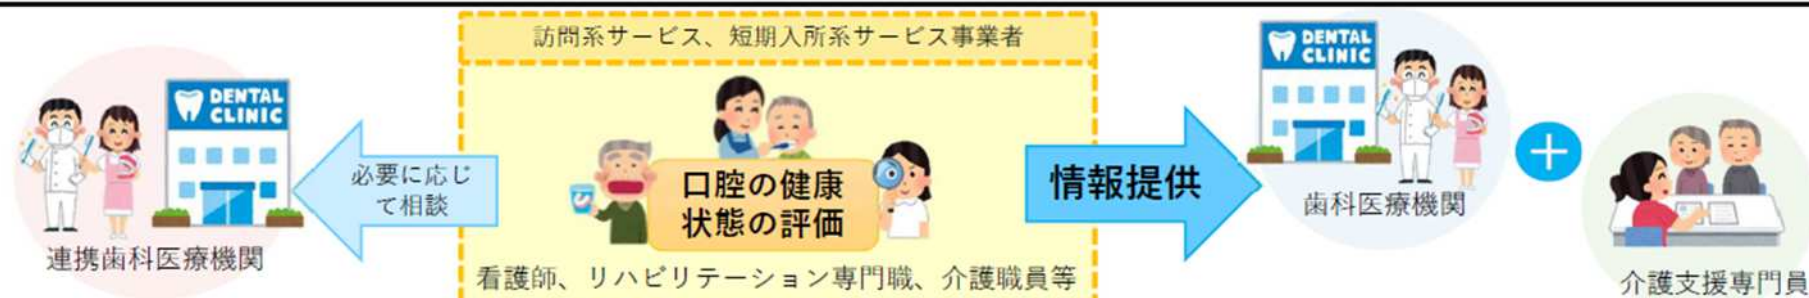 訪問系サービス、短期入所系サービス事業者
DENTAL
CLINIC
必要に応じ
て相談
連携歯科医療機関
口腔の健康
状態の評価
看護師、リハビリテーション専門職、介護職員等
情報提供
DENTAL
CLINIC
歯科医療機関
+
介護支援専門員